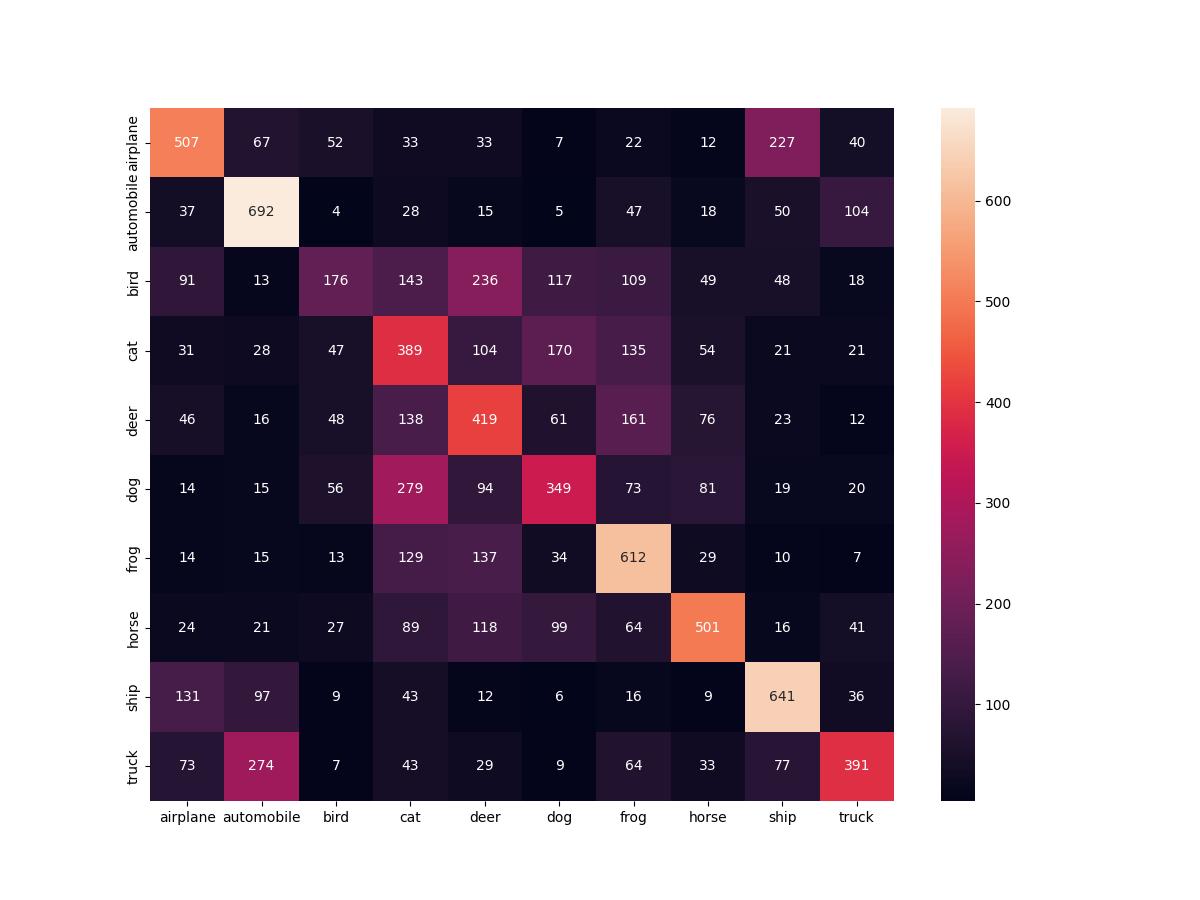 airplane 507 67 52 33 33 7 22 12 227 40
automobile 37 692 4 28 15 5 47 18 50 104
bird 91 13 176 143 236 117 109 49 48 18
cat 31 28 47 389 104 170 135 54 21 21
deer 46 16 48 138 419 61 161 76 23 12
dog 14 15 56 279 94 349 73 81 19 20
frog 14 15 13 129 137 34 612 29 10 7
horse 24 21 27 89 118 99 64 501 16 41
ship 131 97 9 43 12 6 16 9 641 36
truck 73 274 7 43 29 9 64 33 77 391
airplane automobile bird cat deer dog frog horse ship truck
600
500
400
300
200
100